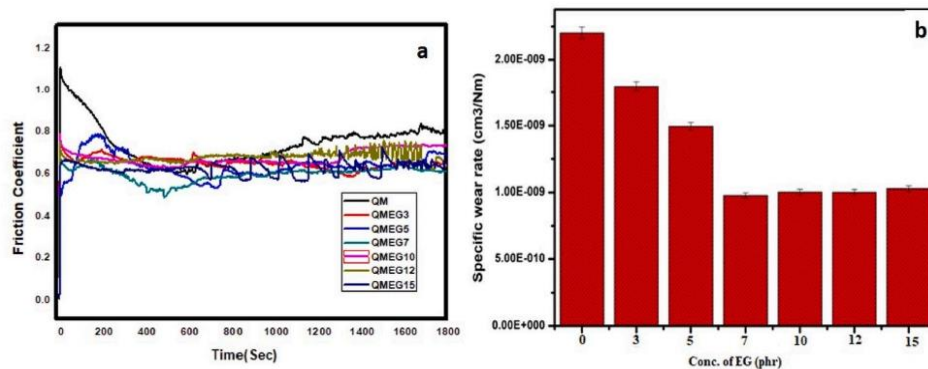 a
1.2
1.0
0.8
0.6
0.4
0.2
0.0
Friction Coefficient
QM
QMEG3
QMEG5
QMEG7
QMEG10
QMEG12
QMEG15
0 200 400 600 800 1000 1200 1400 1600 1800
Time(Sec)
b
2.00E-009
1.50E-009
1.00E-009
5.00E-010
0.00E+000
Specific wear rate (cm3/Nm)
0 3 5 7 10 12 15
Conc. of EG (phr)